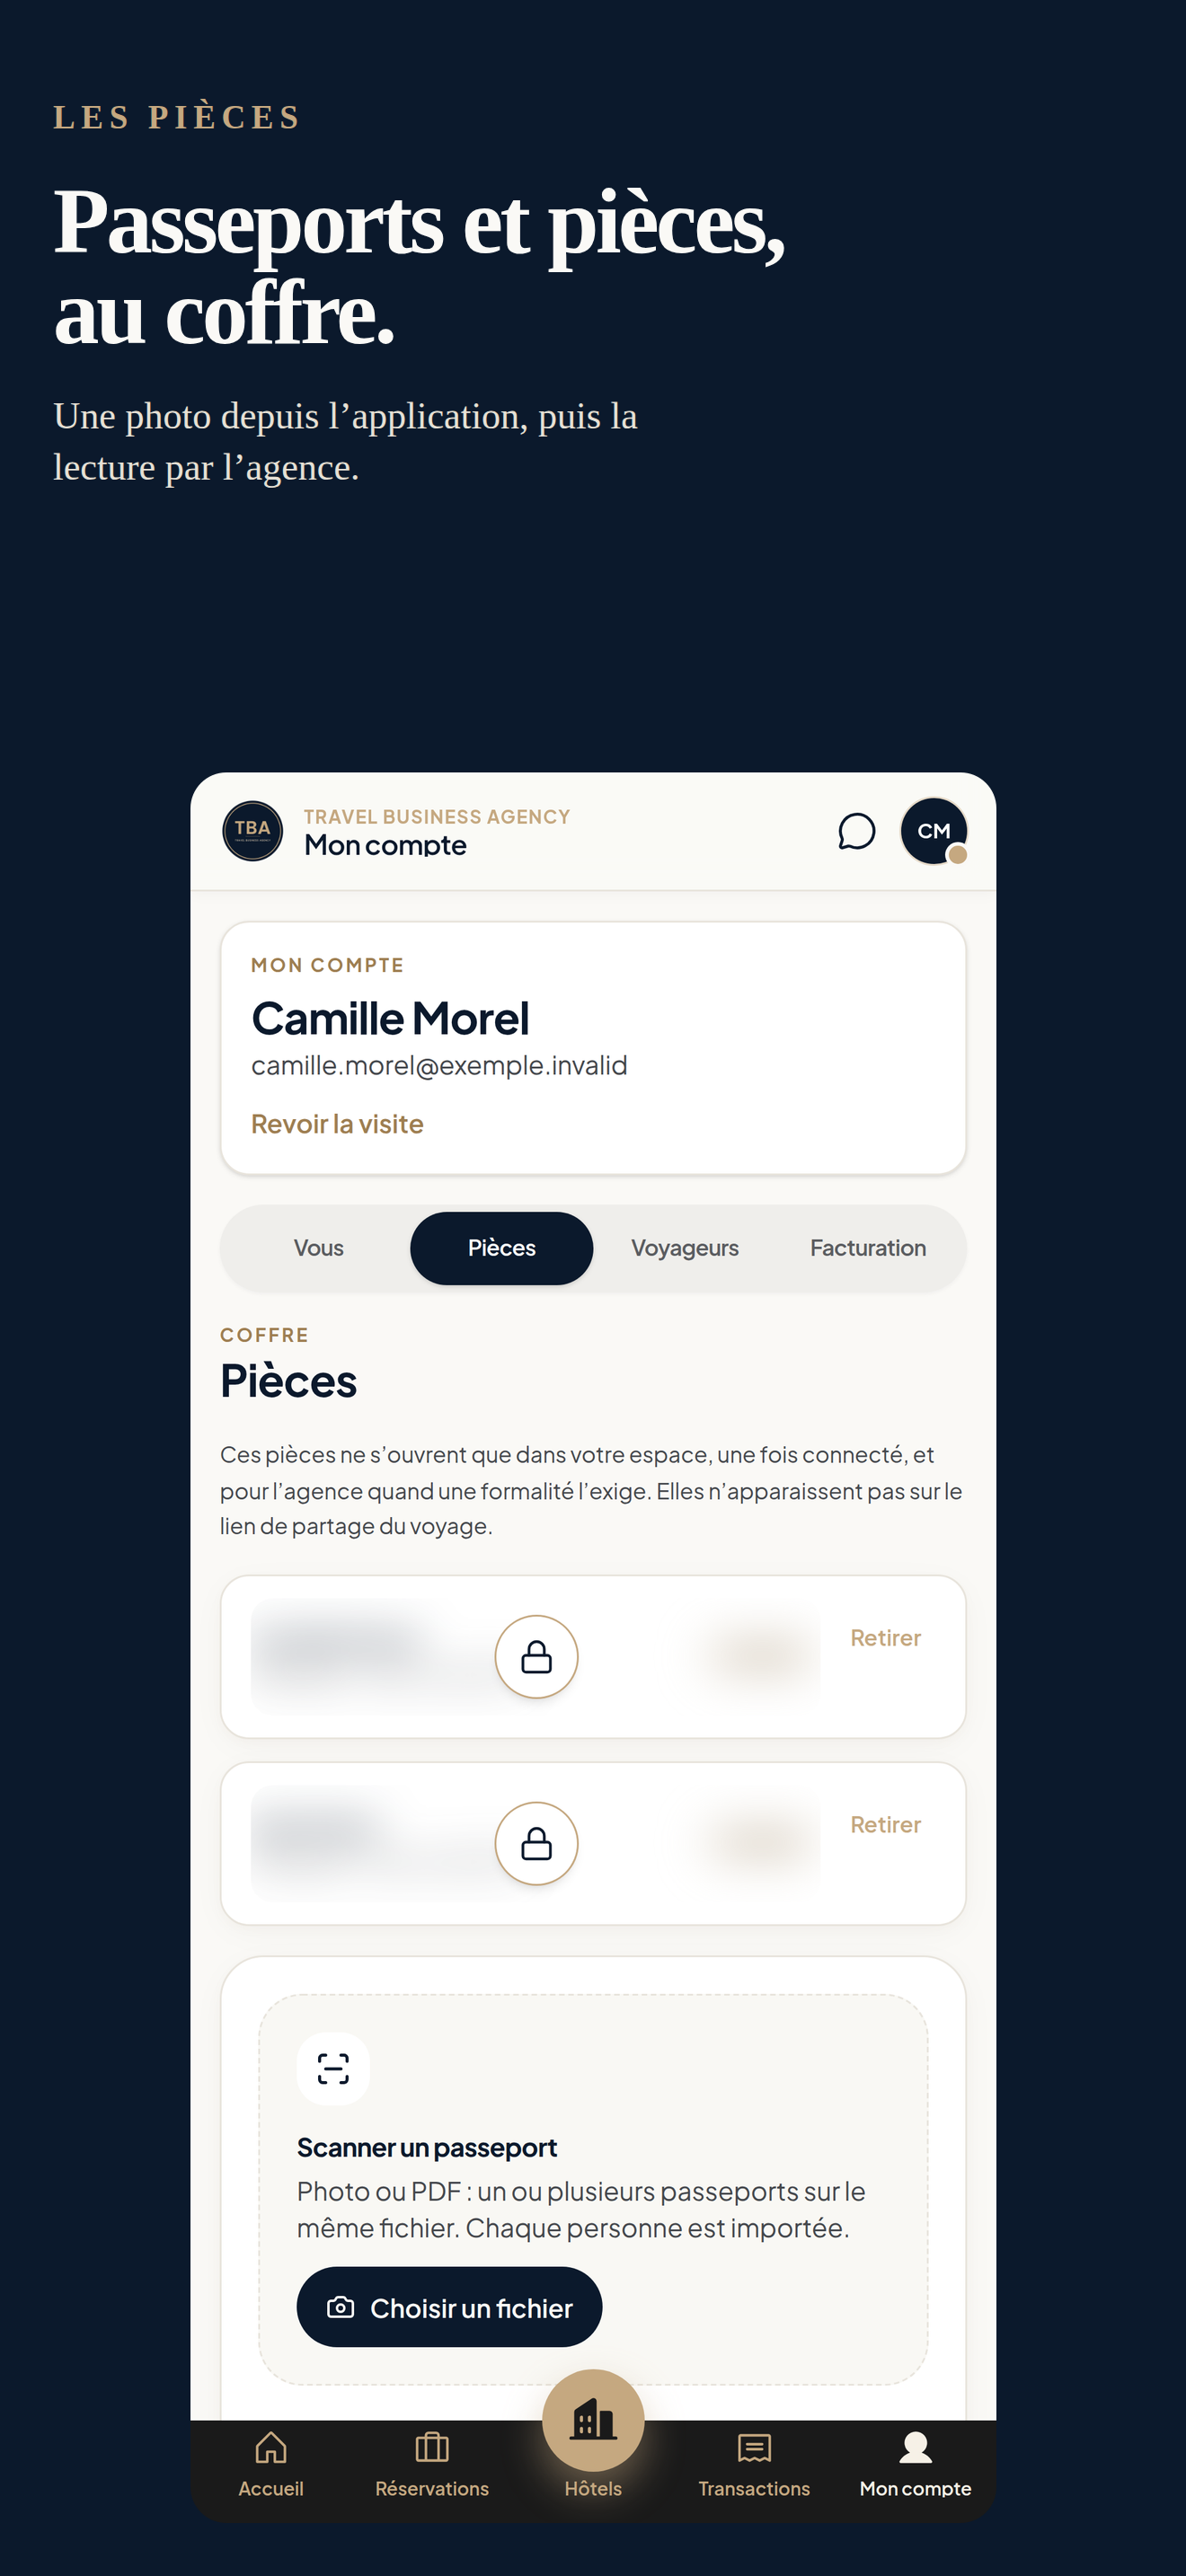 LES PIÈCES
Passeports et pièces,
au coffre.
Une photo depuis l’application, puis la
lecture par l’agence.
TBA
TRAVEL BUSINESS AGENCY
Mon compte
CM
MON COMPTE
Camille Morel
camille.morel@exemple.invalid
Revoir la visite
Vous
Pièces
Voyageurs
Facturation
COFFRE
Pièces
Ces pièces ne s’ouvrent que dans votre espace, une fois connecté, et
pour l’agence quand une formalité l’exige. Elles n’apparaissent pas sur le
lien de partage du voyage.
Retirer
Retirer
Scanner un passeport
Photo ou PDF : un ou plusieurs passeports sur le
même fichier. Chaque personne est importée.
Choisir un fichier
Accueil
Réservations
Hôtels
Transactions
Mon compte